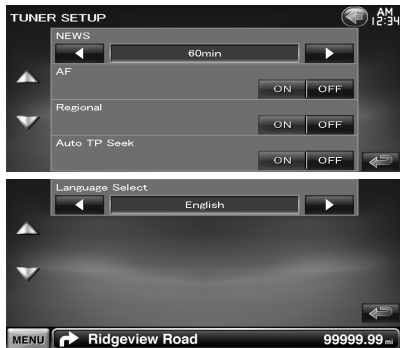 TUNER SETUP
AM 12:34
NEWS
60min
AF
ON OFF
Regional
ON OFF
Auto TP Seek
ON OFF
Language Select
English
MENU Ridgeview Road 99999.99 mi